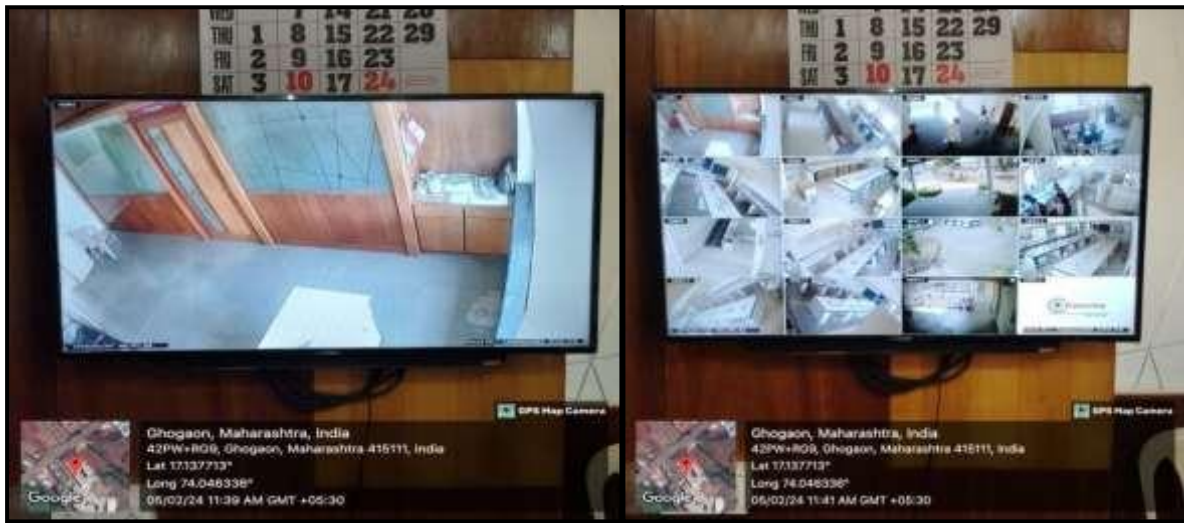 THU 1 8 15 22 29
FRI 2 9 16 23
SAT 3 10 17 24
GPS Map Camera
Ghogaon, Maharashtra, India
42PW+RG9, Ghogaon, Maharashtra 415111, India
Lat 17.137713°
Long 74.046336°
05/02/24 11:39 AM GMT +05:30
Google
THU 1 8 15 22 29
FRI 2 9 16 23
SAT 3 10 17 24
GPS Map Camera
Ghogaon, Maharashtra, India
42PW+RG9, Ghogaon, Maharashtra 415111, India
Lat 17.137713°
Long 74.046336°
05/02/24 11:41 AM GMT +05:30
Google